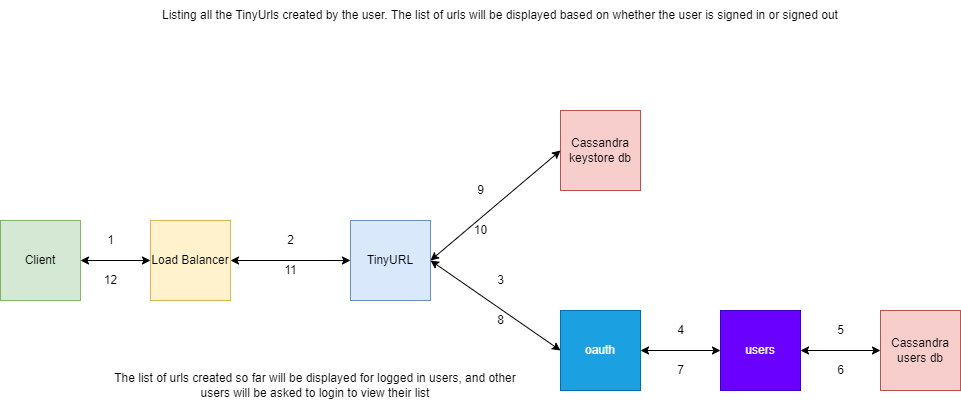 Listing all the TinyUrls created by the user. The list of urls will be displayed based on whether the user is signed in or signed out
Cassandra
keystore db
9
10
1
2
Client
Load Balancer
TinyURL
12
11
3
8
oauth
4
7
users
5
6
Cassandra
users db
The list of urls created so far will be displayed for logged in users, and other
users will be asked to login to view their list